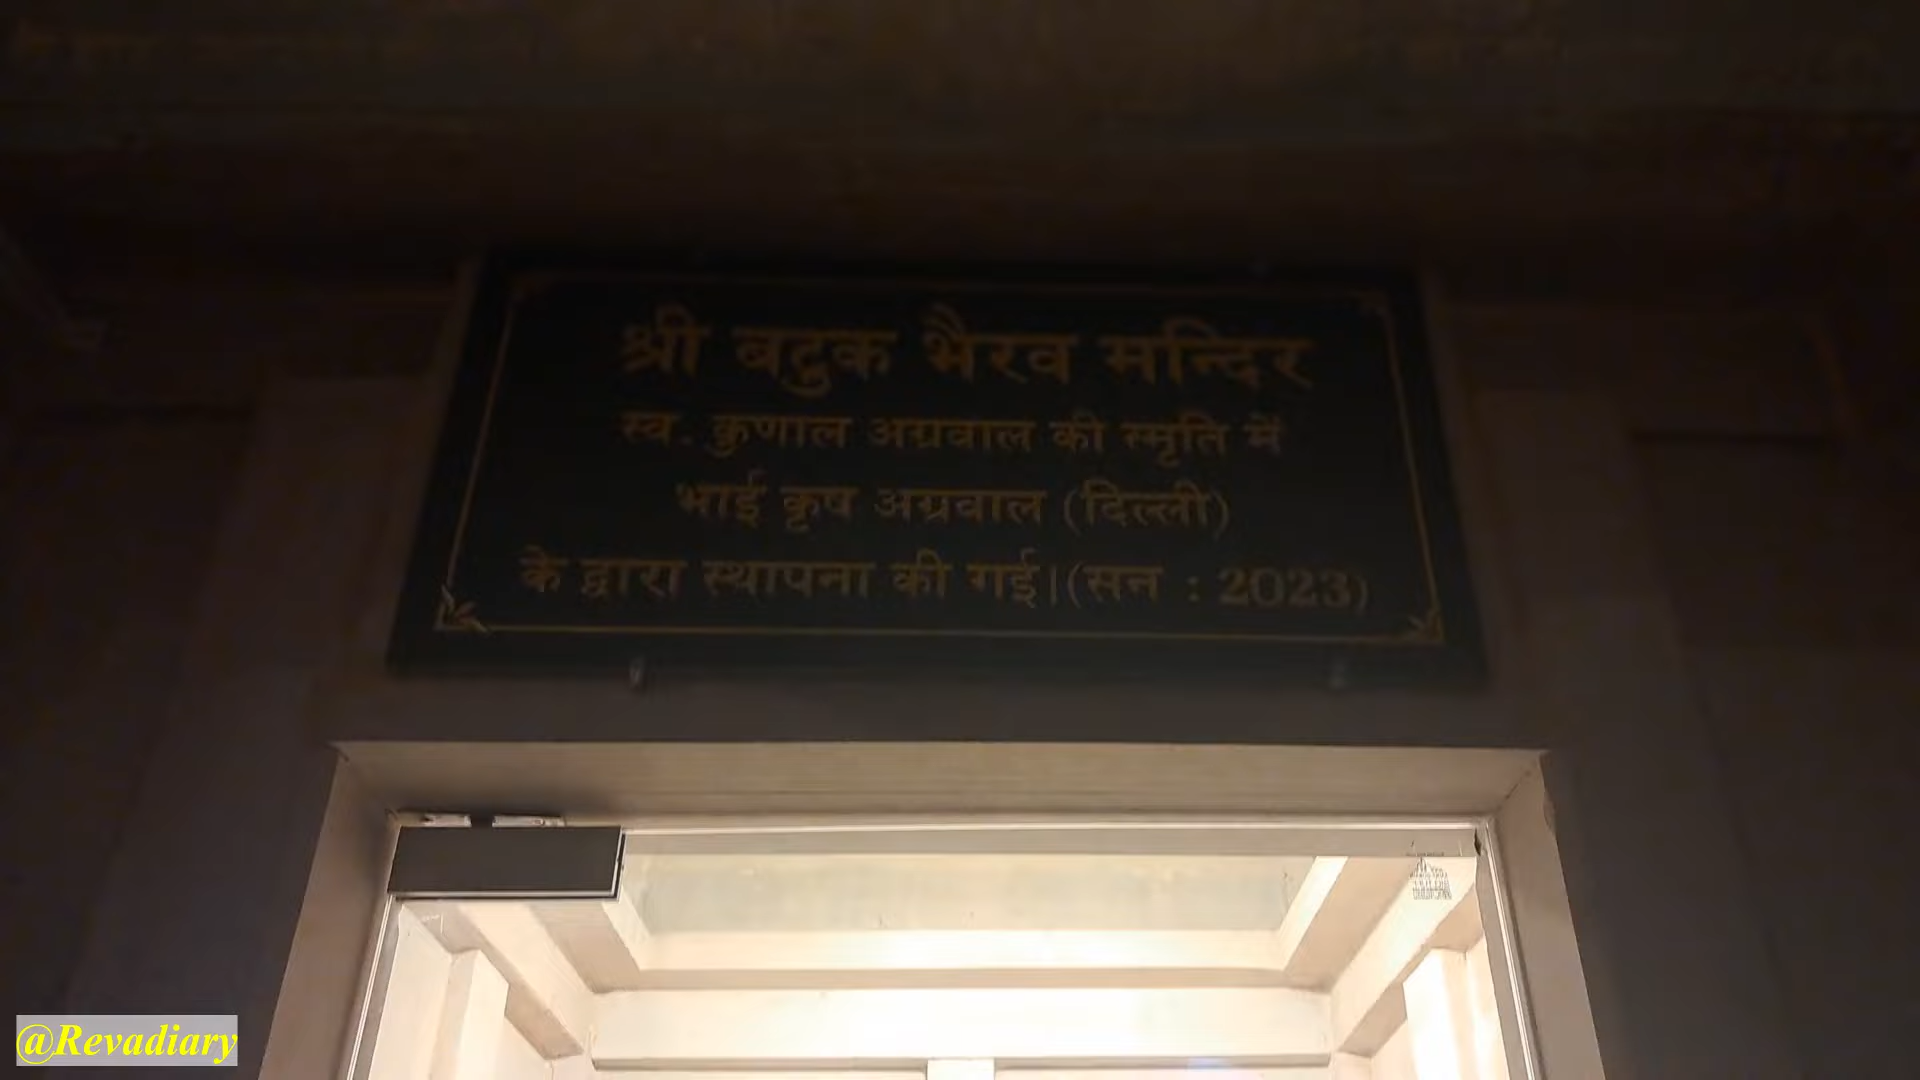 श्री बटुक भैरव मन्दिर
स्व. कुणाल अग्रवाल की स्मृति में
भाई कृष अग्रवाल (दिल्ली)
के द्वारा स्थापना की गई|(सन : 2023)
@Revadiary